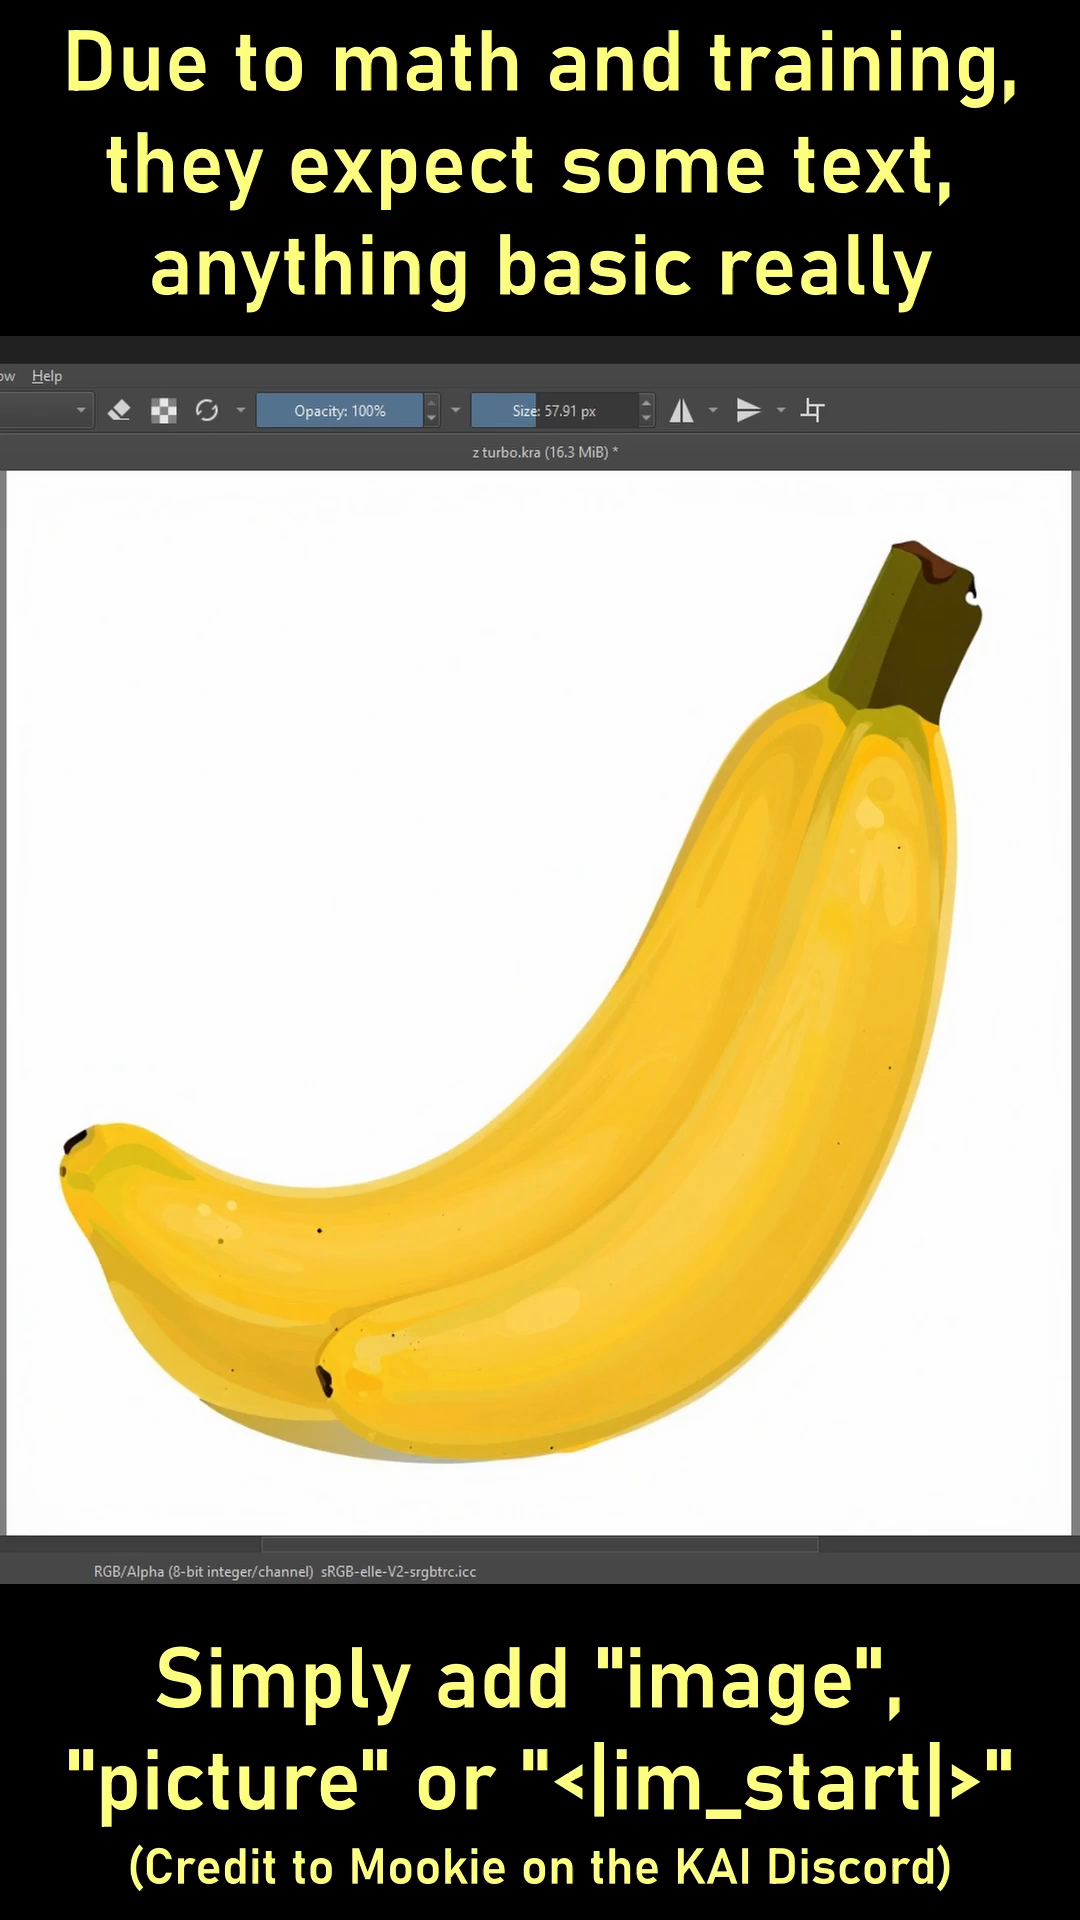 Due to math and training,
they expect some text,
anything basic really
ow Help
Opacity: 100% Size: 57.91 px
z turbo.kra (16.3 MiB) *
RGB/Alpha (8-bit integer/channel) sRGB-elle-V2-srgbtrc.icc
Simply add "image",
"picture" or "<|im_start|>"
(Credit to Mookie on the KAI Discord)